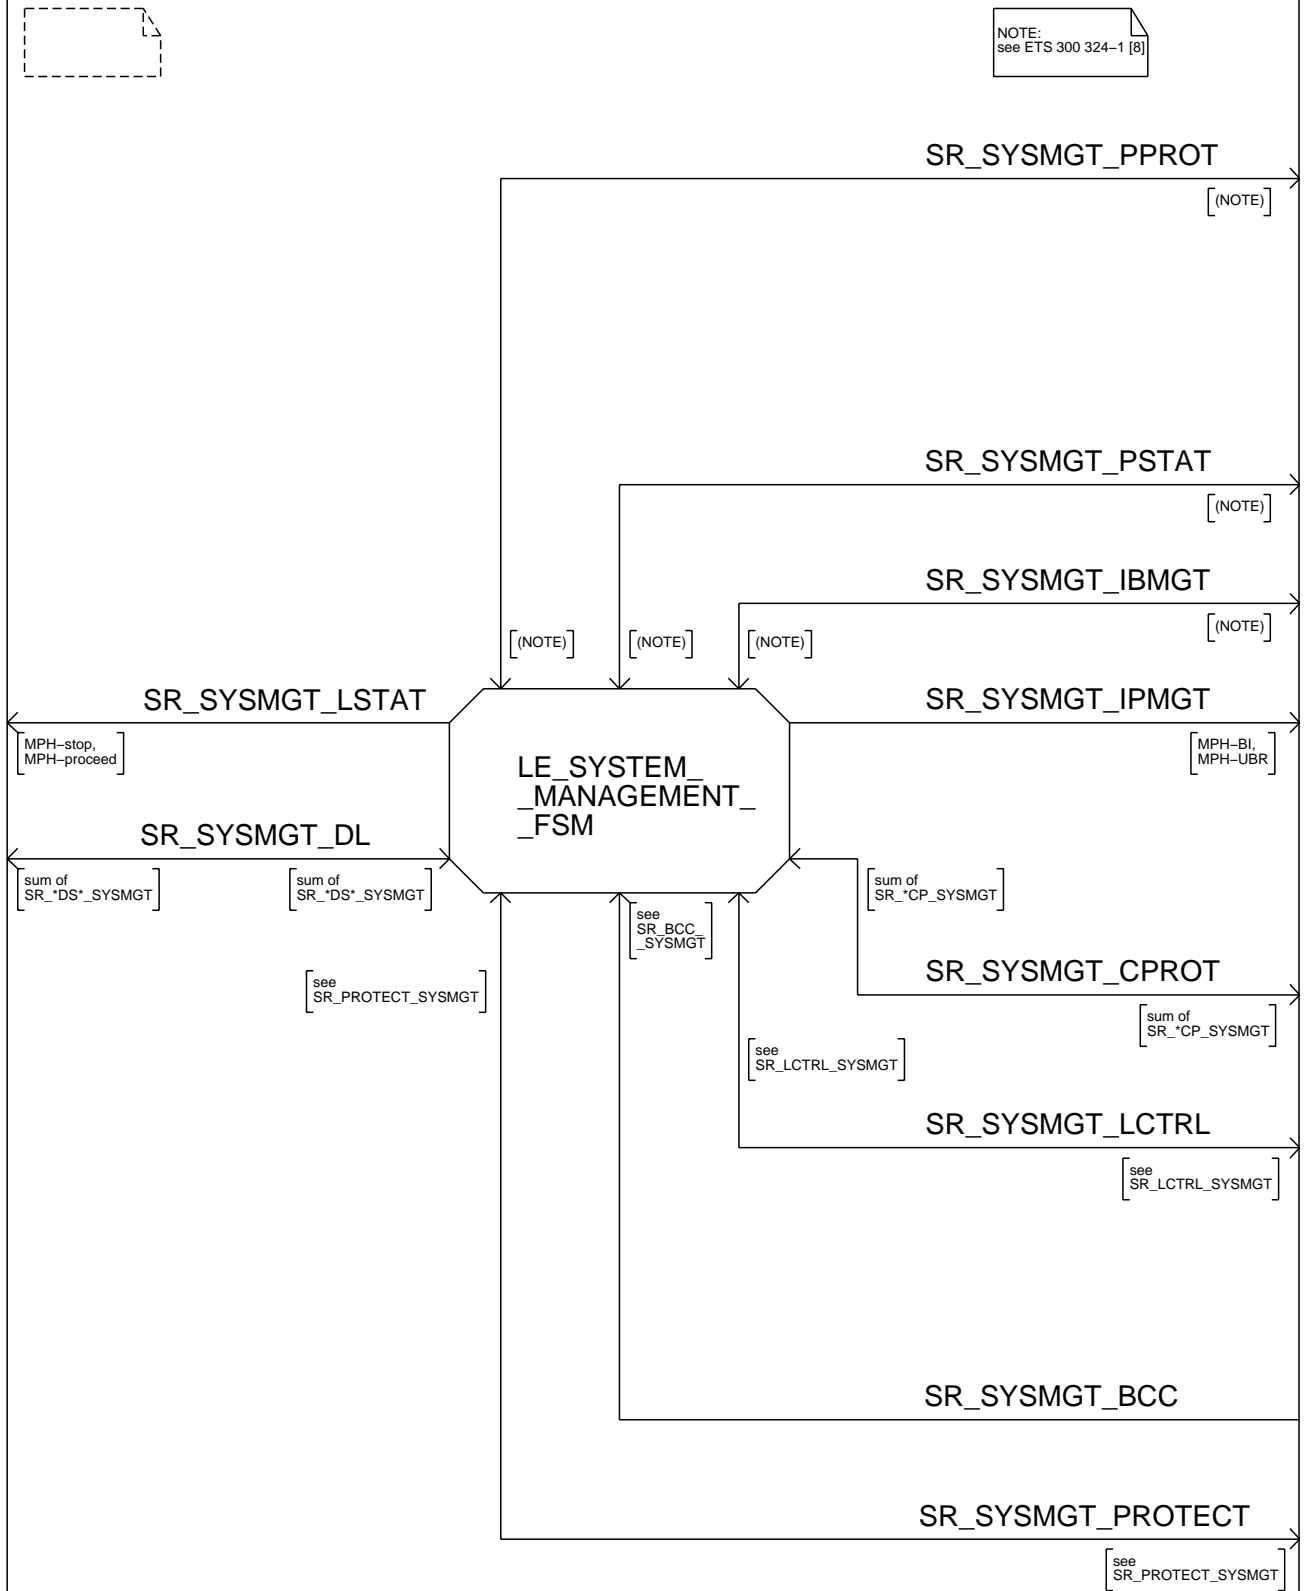 NOTE:
see ETS 300 324–1 [8]
SR_SYSMGT_PPROT
(NOTE)
SR_SYSMGT_PSTAT
(NOTE)
SR_SYSMGT_IBMGT
(NOTE)
(NOTE)
(NOTE)
(NOTE)
SR_SYSMGT_LSTAT
MPH–stop,
MPH–proceed
SR_SYSMGT_IPMGT
MPH–BI,
MPH–UBR
LE_SYSTEM_
_MANAGEMENT_
_FSM
SR_SYSMGT_DL
sum of
SR_*DS*_SYSMGT
sum of
SR_*DS*_SYSMGT
sum of
SR_*CP_SYSMGT
see
SR_BCC_
_SYSMGT
see
SR_PROTECT_SYSMGT
SR_SYSMGT_CPROT
sum of
SR_*CP_SYSMGT
see
SR_LCTRL_SYSMGT
SR_SYSMGT_LCTRL
see
SR_LCTRL_SYSMGT
SR_SYSMGT_BCC
SR_SYSMGT_PROTECT
see
SR_PROTECT_SYSMGT